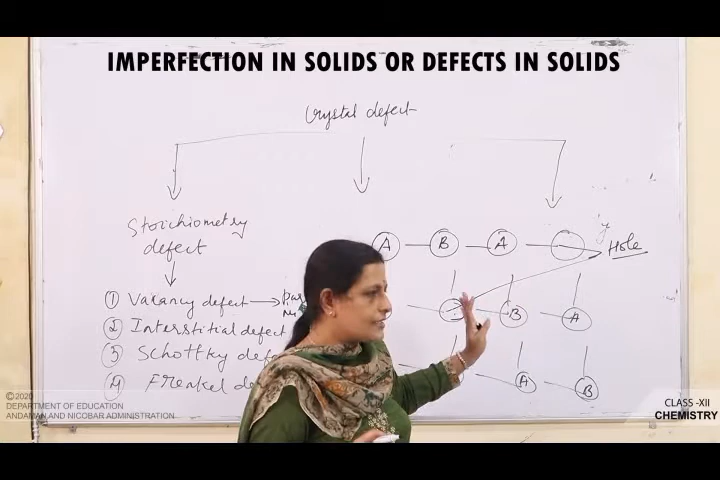 IMPERFECTION IN SOLIDS OR DEFECTS IN SOLIDS
Crystal defect
Stoichiometry
defect
A B A
Hole
① Vacancy defect
② Interstitial defect
③ Schottky
④ Frenkel
B A
A B
©2020
DEPARTMENT OF EDUCATION
ANDAMAN AND NICOBAR ADMINISTRATION
CLASS -XII
CHEMISTRY